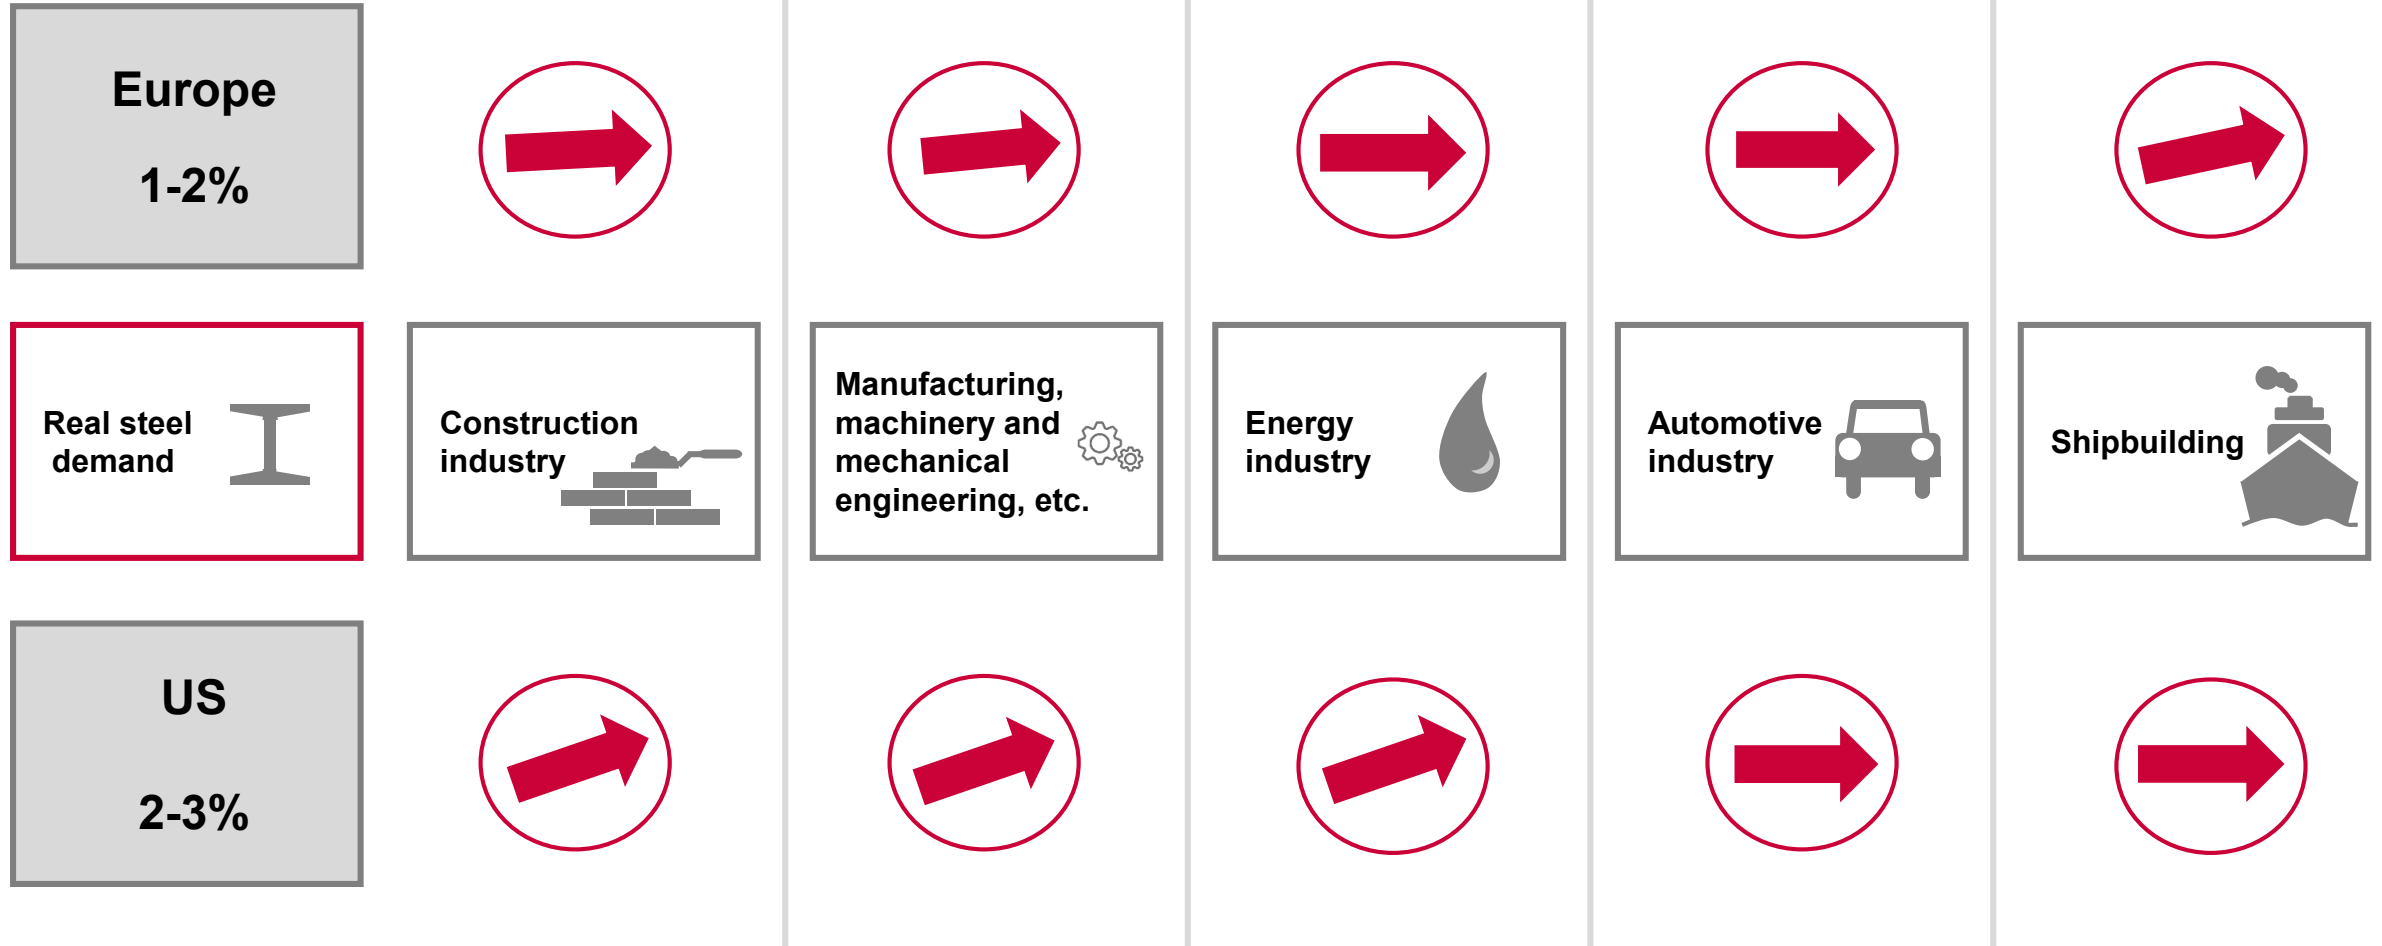 Europe
1-2%
Real steel
demand
Construction
industry
Manufacturing,
machinery and
mechanical
engineering, etc.
Energy
industry
Automotive
industry
Shipbuilding
US
2-3%